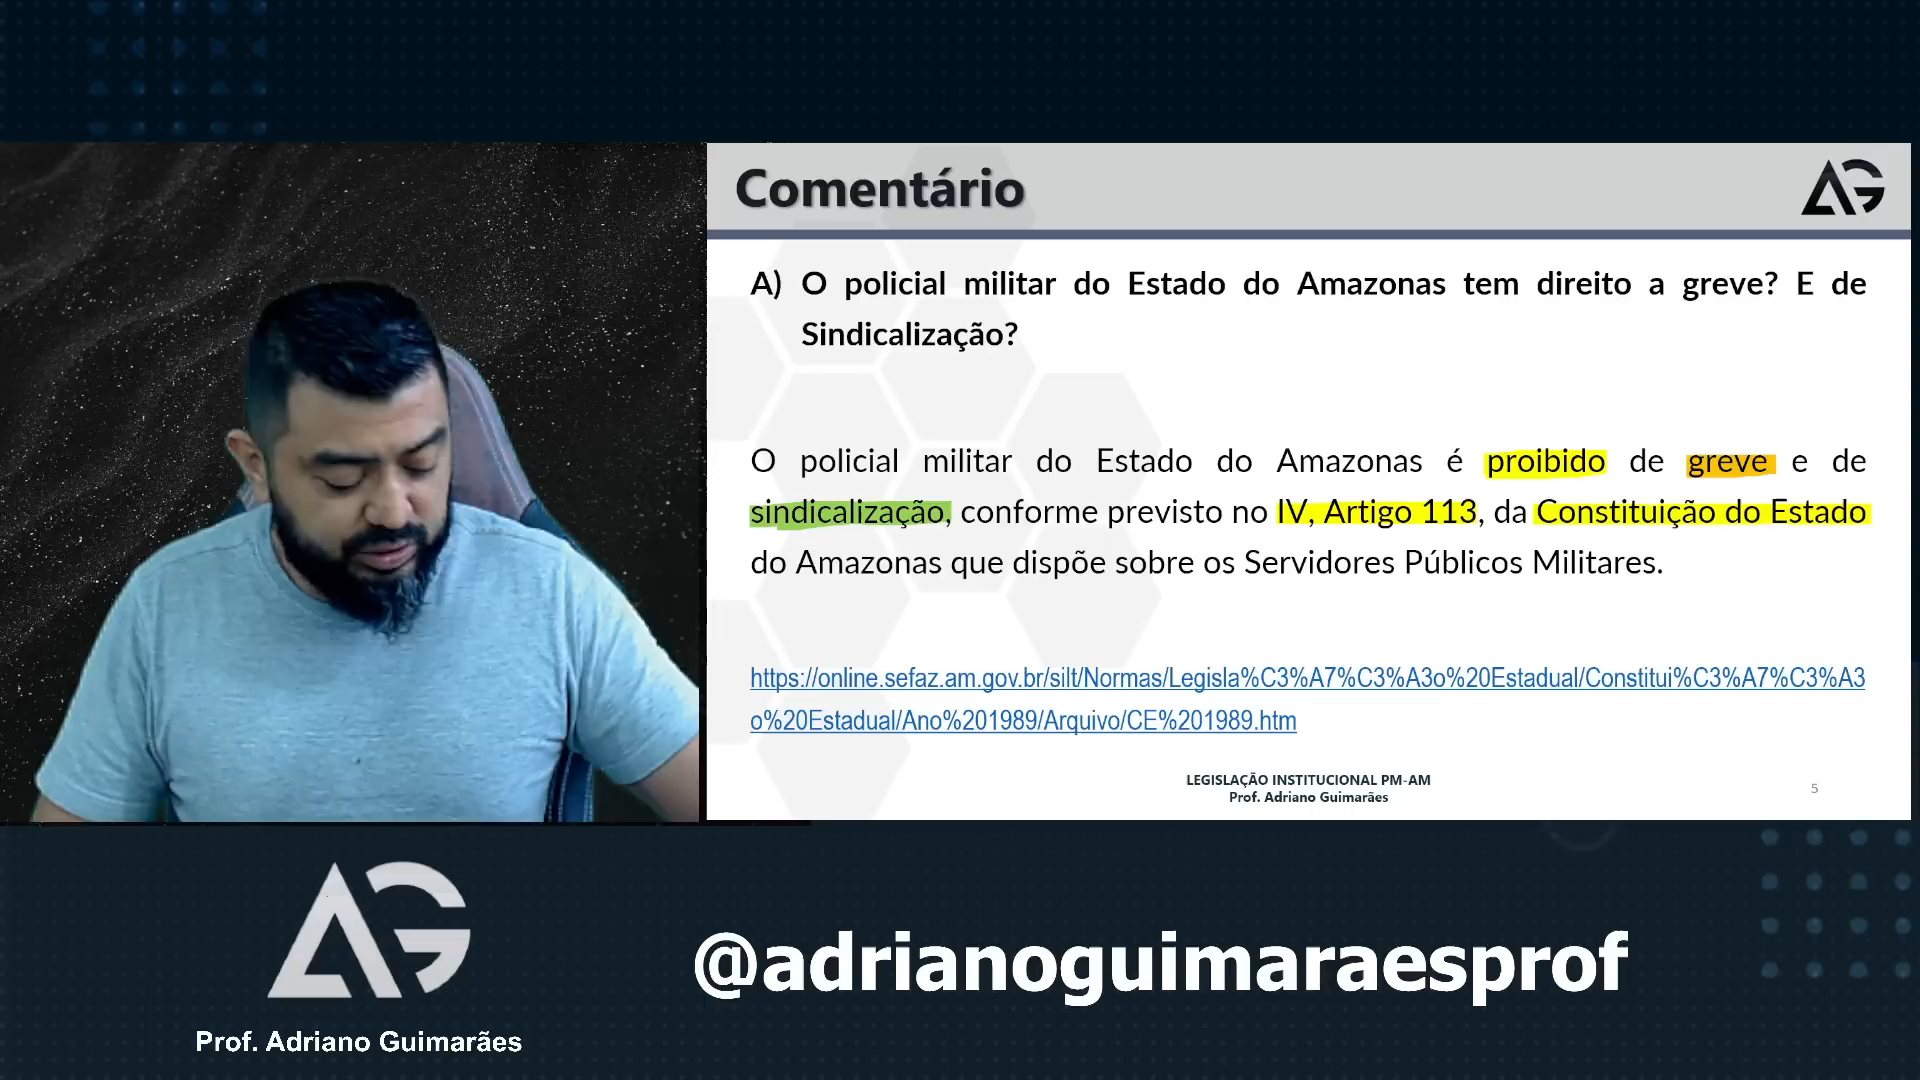 Comentário
AG
A) O policial militar do Estado do Amazonas tem direito a greve? E de
Sindicalização?
O policial militar do Estado do Amazonas é proibido de greve e de
sindicalização, conforme previsto no IV, Artigo 113, da Constituição do Estado
do Amazonas que dispõe sobre os Servidores Públicos Militares.
https://online.sefaz.am.gov.br/silt/Normas/Legisla%C3%A7%C3%A3o%20Estadual/Constitui%C3%A7%C3%A3
o%20Estadual/Ano%201989/Arquivo/CE%201989.htm
LEGISLAÇÃO INSTITUCIONAL PM-AM
Prof. Adriano Guimarães
5
AG
Prof. Adriano Guimarães
@adrianoguimaraesprof